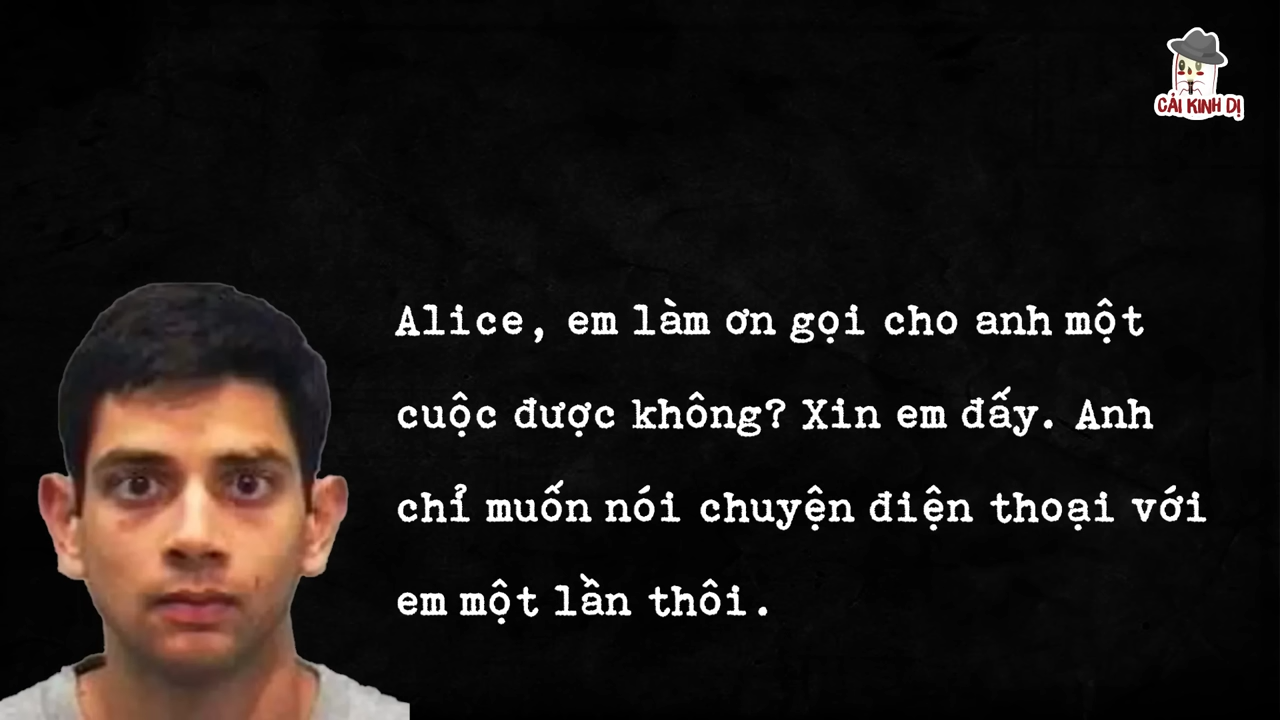 CẢI KINH DỊ
Alice, em làm ơn gọi cho anh một
cuộc được không? Xin em đấy. Anh
chỉ muốn nói chuyện điện thoại với
em một lần thôi.